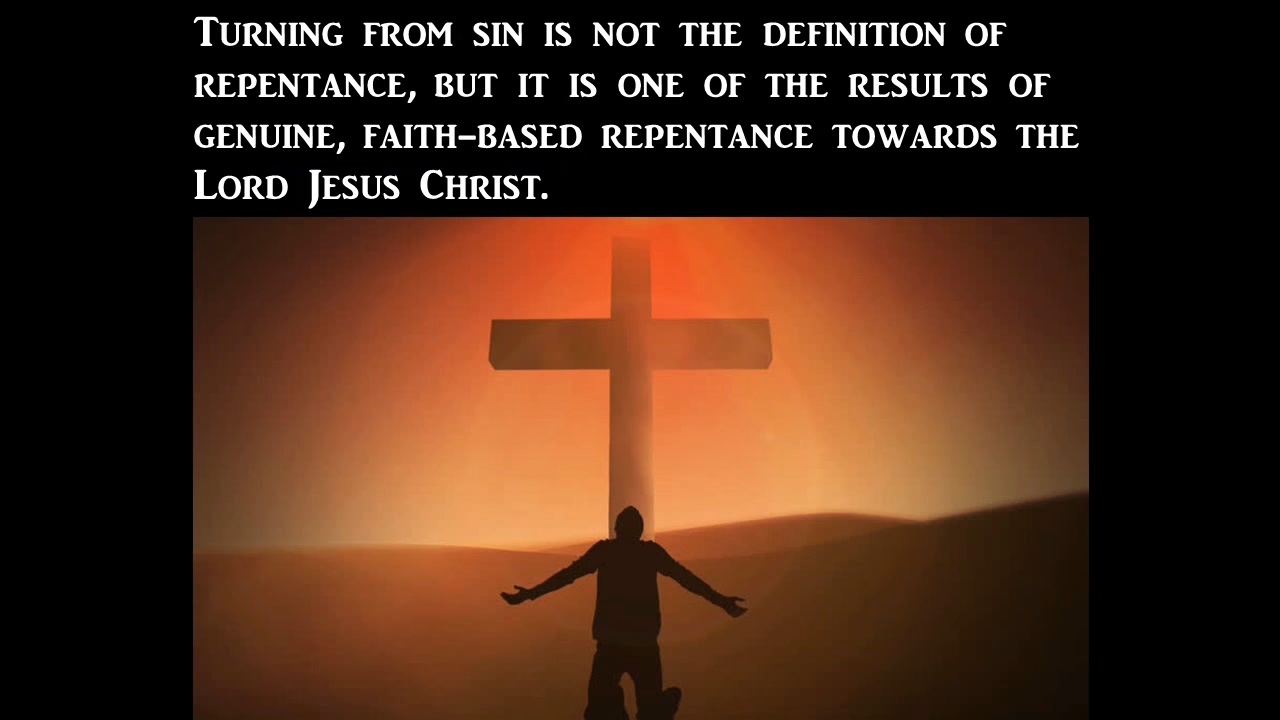 Turning from sin is not the definition of
repentance, but it is one of the results of
genuine, faith-based repentance towards the
Lord Jesus Christ.